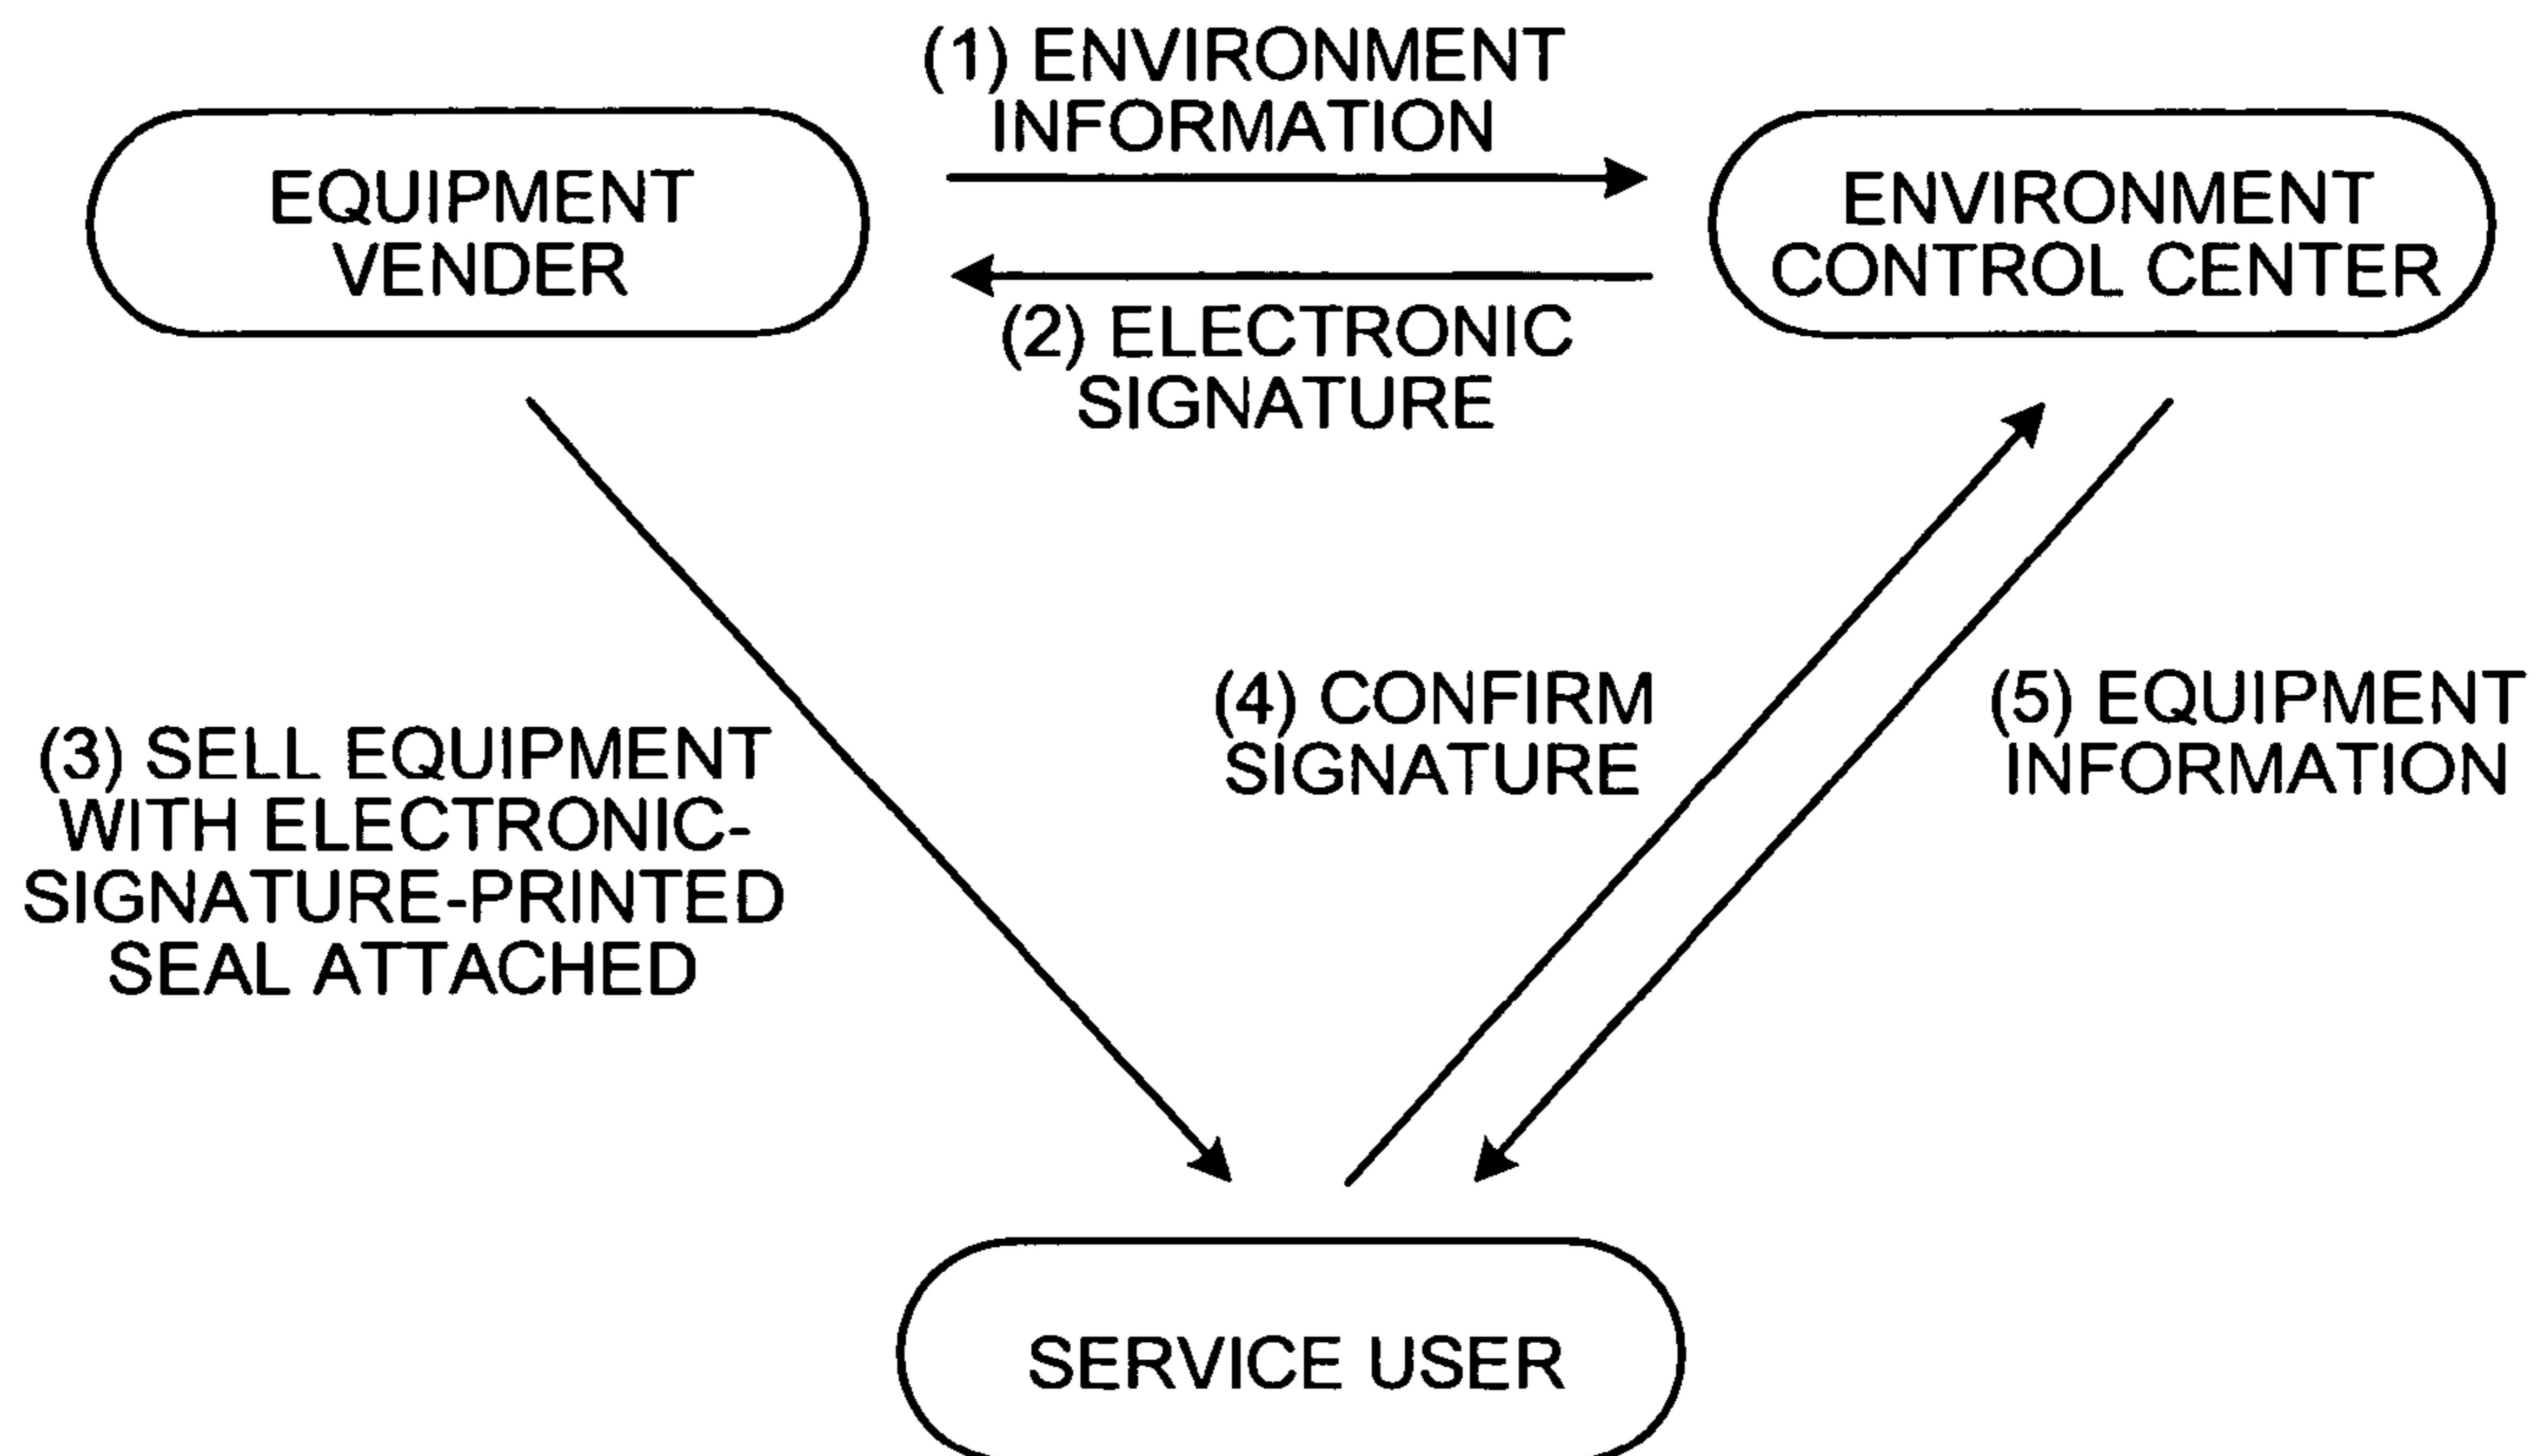 (1) ENVIRONMENT
INFORMATION
EQUIPMENT
VENDER
ENVIRONMENT
CONTROL CENTER
(2) ELECTRONIC
SIGNATURE
(3) SELL EQUIPMENT
WITH ELECTRONIC-
SIGNATURE-PRINTED
SEAL ATTACHED
(4) CONFIRM
SIGNATURE
(5) EQUIPMENT
INFORMATION
SERVICE USER